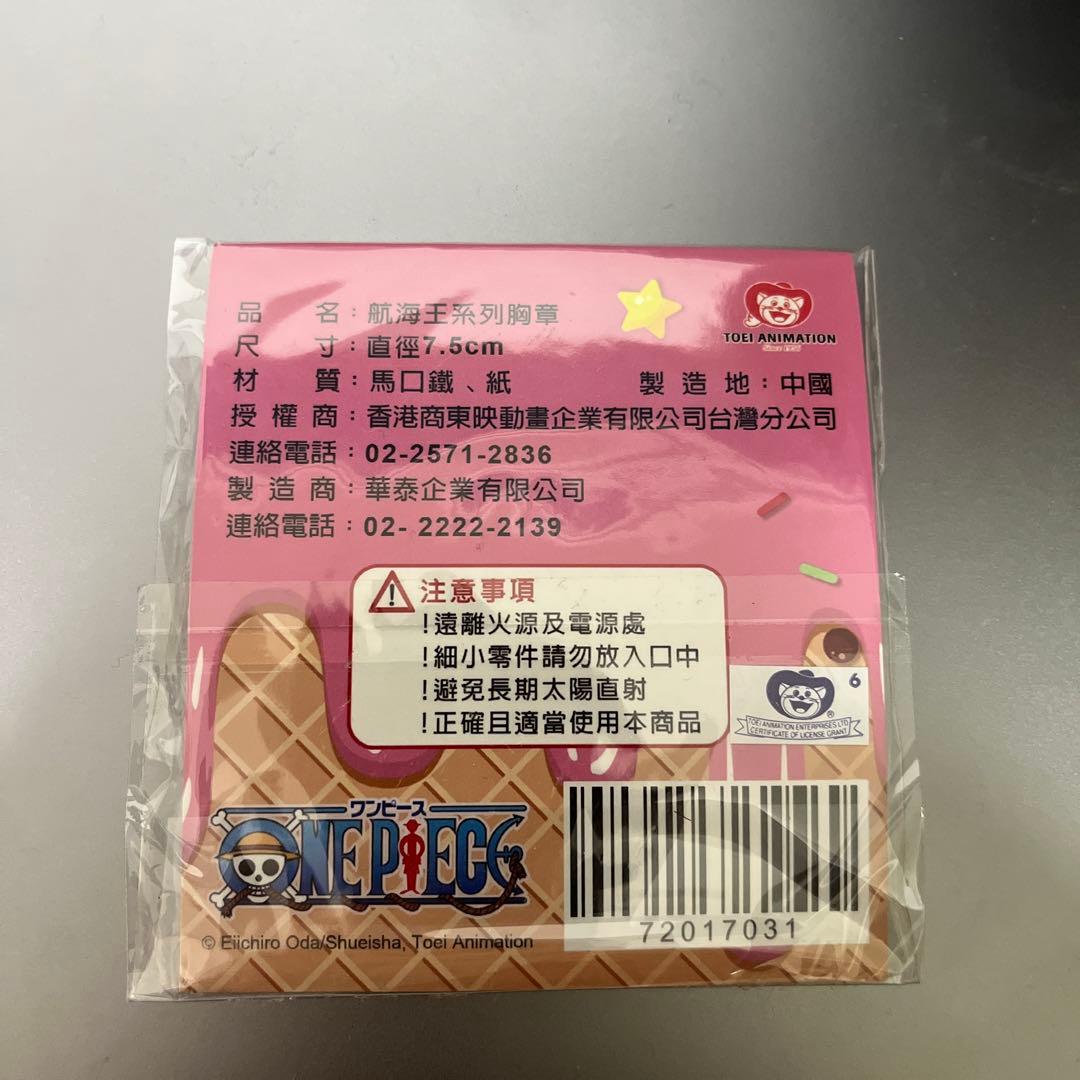 品名：航海王系列胸章
尺寸：直徑7.5cm
材質：馬口鐵、紙 製造地：中國
授權商：香港商東映動畫企業有限公司台灣分公司
連絡電話：02-2571-2836
製造商：華泰企業有限公司
連絡電話：02- 2222-2139
TOEI ANIMATION
注意事項
!遠離火源及電源處
!細小零件請勿放入口中
!避免長期太陽直射
!正確且適當使用本商品
6
TOEI ANIMATION ENTERPRISES LTD
CERTIFICATE OF LICENSE GRANT
ワンピース
ONE PIECE
© Eiichiro Oda/Shueisha, Toei Animation
72017031